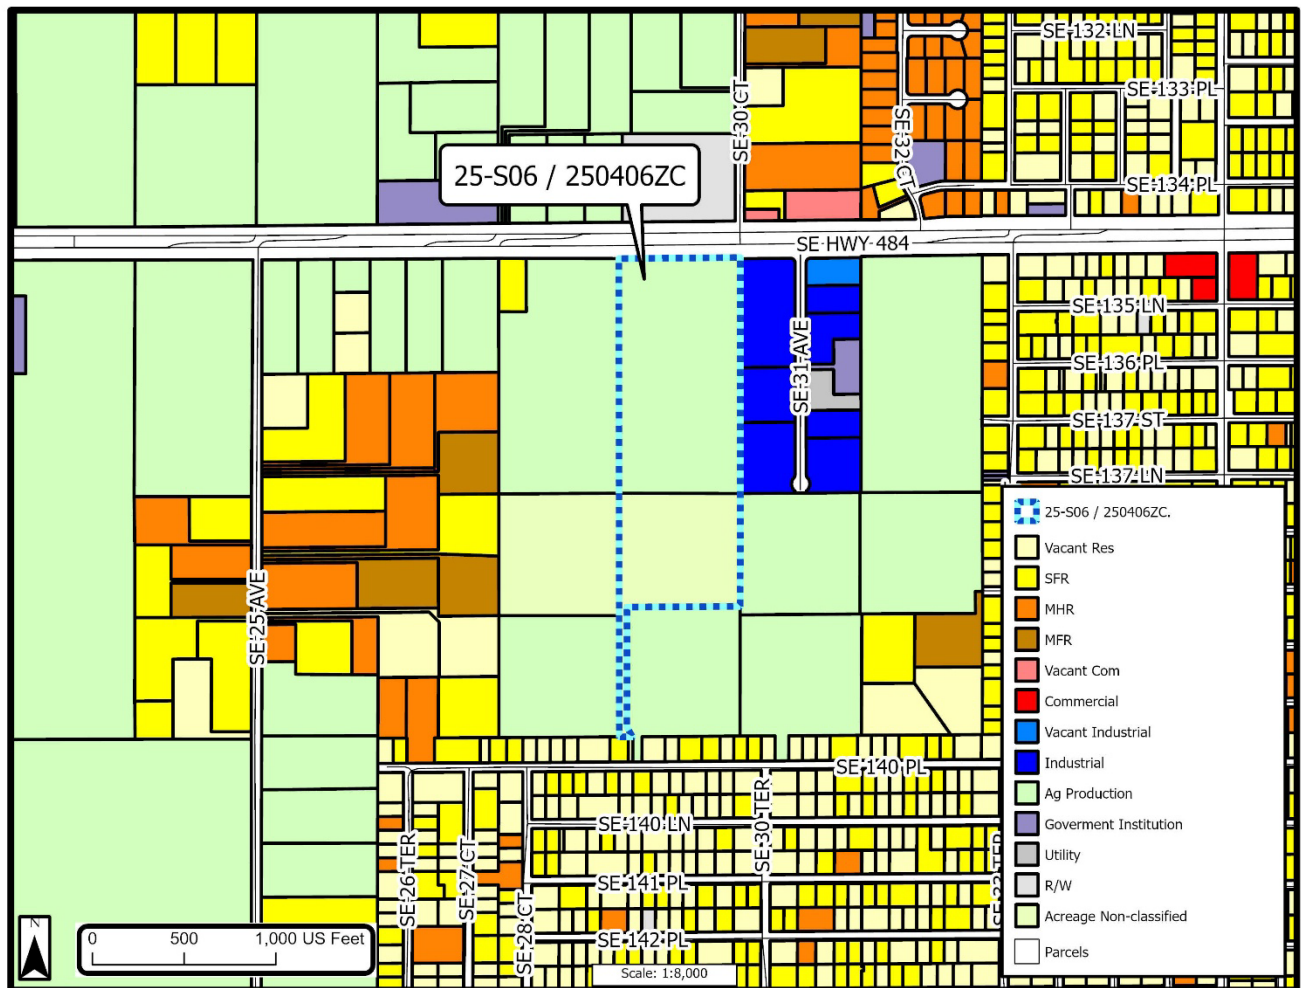 SE 132 LN
SE 133 PL
SE 30 CT
SE 32 CT
25-S06 / 250406ZC
SE 134 PL
SE HWY 484
SE 135 LN
SE 31 AVE
SE 136 PL
SE 137 ST
SE 137 LN
25-S06 / 250406ZC.
Vacant Res
SFR
MHR
MFR
Vacant Com
Commercial
Vacant Industrial
Industrial
Ag Production
Goverment Institution
Utility
R/W
Acreage Non-classified
Parcels
SE 25 AVE
SE 140 PL
SE 140 LN
SE 30 TER
SE 26 TER
SE 27 CT
SE 28 CT
SE 141 PL
SE 142 PL
N
0 500 1,000 US Feet
Scale: 1:8,000